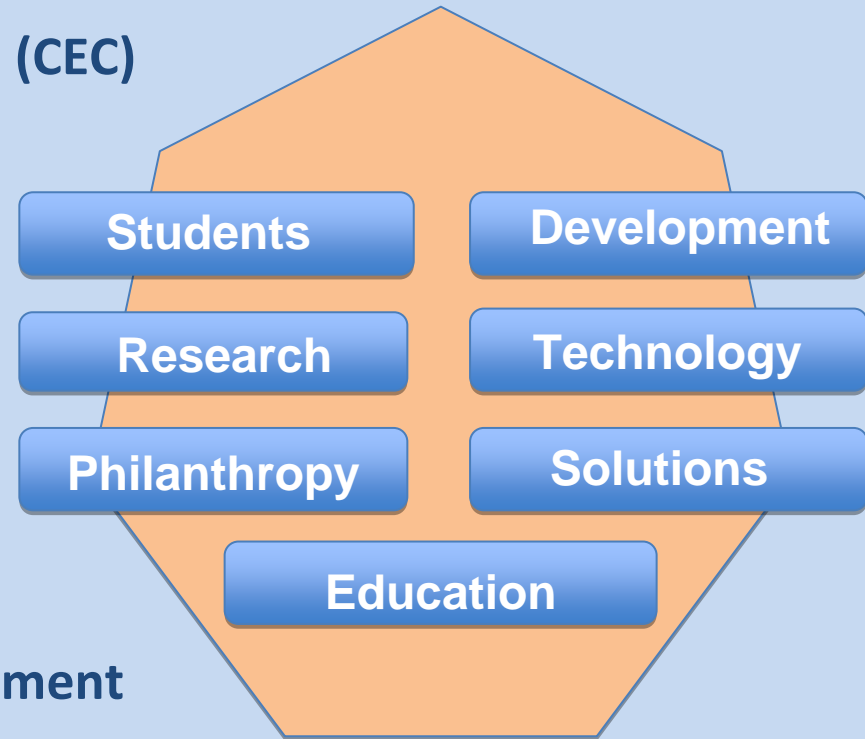 (CEC)
Students
Development
Research
Technology
Philanthropy
Solutions
Education
ment